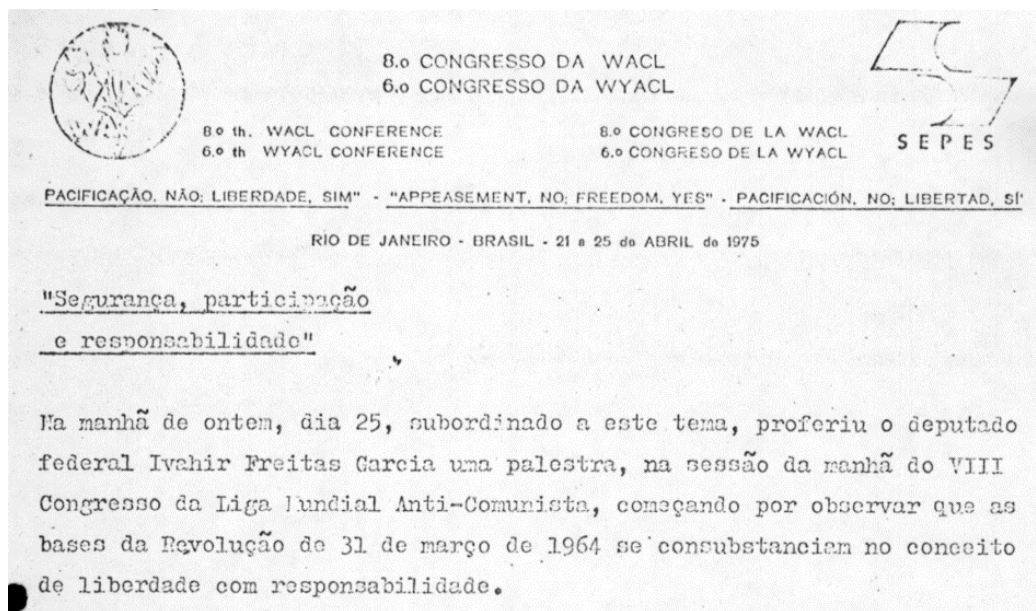 8.o CONGRESSO DA WACL
6.o CONGRESSO DA WYACL
8.o th. WACL CONFERENCE
6.o th WYACL CONFERENCE
8.o CONGRESO DE LA WACL
6.o CONGRESO DE LA WYACL
SEPES
PACIFICAÇÃO, NÃO; LIBERDADE, SIM" - "APPEASEMENT, NO; FREEDOM, YES" - PACIFICACIÓN, NO; LIBERTAD, SÍ'
RÍO DE JANEIRO - BRASIL - 21 a 25 de ABRIL de 1975
"Segurança, participação
e responsabilidade"
Na manhã de ontem, dia 25, subordinado a este tema, proferiu o deputado
federal Ivahir Freitas Garcia uma palestra, na sessão da manhã do VIII
Congresso da Liga Mundial Anti-Comunista, começando por observar que as
bases da Revolução de 31 de março de 1964 se consubstanciam no conceito
de liberdade com responsabilidade.